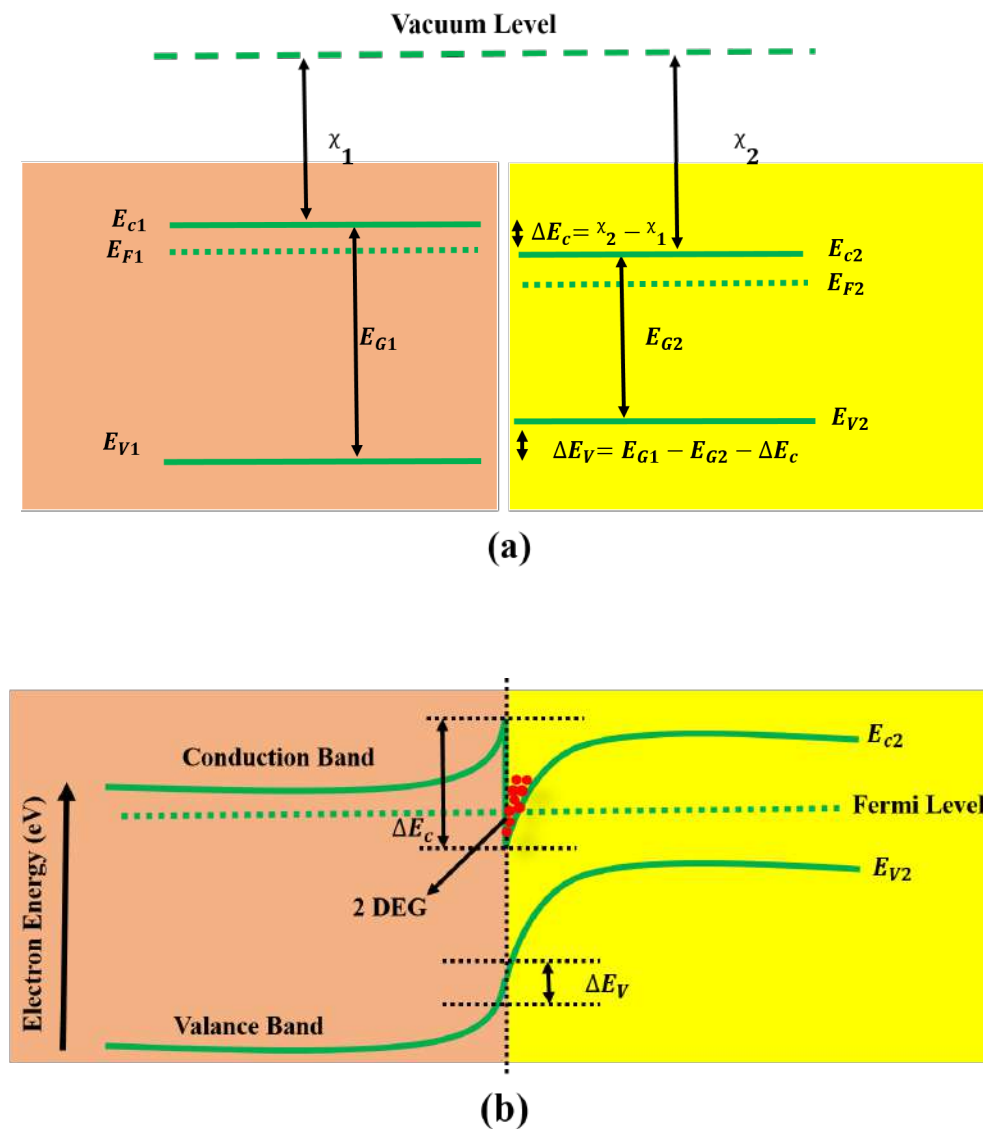 Vacuum Level
χ1
χ2
Ec1
ΔEc= χ2 − χ1
Ec2
EF1
EF2
EG1
EG2
EV1
EV2
ΔEV= EG1 − EG2 − ΔEc
(a)
Conduction Band
Ec2
Fermi Level
ΔEc
EV2
2 DEG
Electron Energy (eV)
ΔEV
Valance Band
(b)